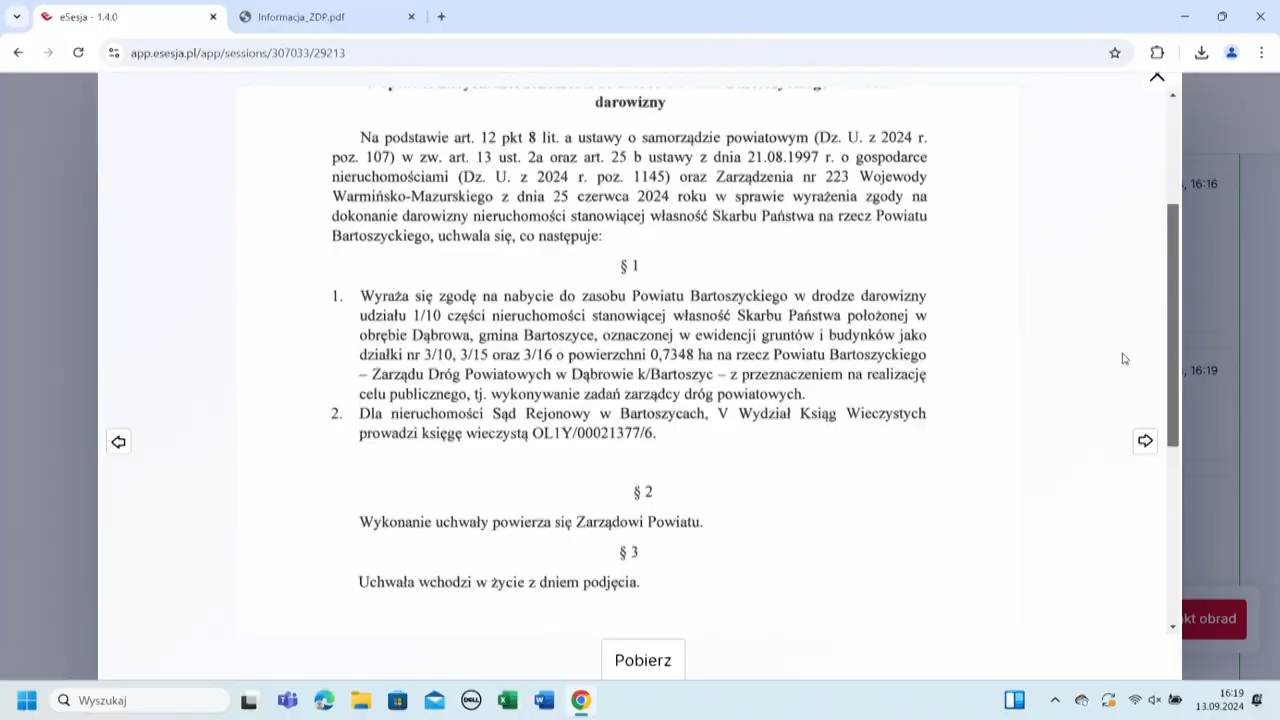 eSesja - 1.4.0
Informacja_ZDP.pdf
app.esesja.pl/app/sessions/307033/29213
darowizny
Na podstawie art. 12 pkt 8 lit. a ustawy o samorządzie powiatowym (Dz. U. z 2024 r.
poz. 107) w zw. art. 13 ust. 2a oraz art. 25 b ustawy z dnia 21.08.1997 r. o gospodarce
nieruchomościami (Dz. U. z 2024 r. poz. 1145) oraz Zarządzenia nr 223 Wojewody
Warmińsko-Mazurskiego z dnia 25 czerwca 2024 roku w sprawie wyrażenia zgody na
dokonanie darowizny nieruchomości stanowiącej własność Skarbu Państwa na rzecz Powiatu
Bartoszyckiego, uchwala się, co następuje:
§ 1
1. Wyraża się zgodę na nabycie do zasobu Powiatu Bartoszyckiego w drodze darowizny
udziału 1/10 części nieruchomości stanowiącej własność Skarbu Państwa położonej w
obrębie Dąbrowa, gmina Bartoszyce, oznaczonej w ewidencji gruntów i budynków jako
działki nr 3/10, 3/15 oraz 3/16 o powierzchni 0,7348 ha na rzecz Powiatu Bartoszyckiego
– Zarządu Dróg Powiatowych w Dąbrowie k/Bartoszyc – z przeznaczeniem na realizację
celu publicznego, tj. wykonywanie zadań zarządcy dróg powiatowych.
2. Dla nieruchomości Sąd Rejonowy w Bartoszycach, V Wydział Ksiąg Wieczystych
prowadzi księgę wieczystą OL1Y/00021377/6.
§ 2
Wykonanie uchwały powierza się Zarządowi Powiatu.
§ 3
Uchwała wchodzi w życie z dniem podjęcia.
Pobierz
, 16:16
, 16:19
kt obrad
Wyszukaj
DELL
16:19
13.09.2024